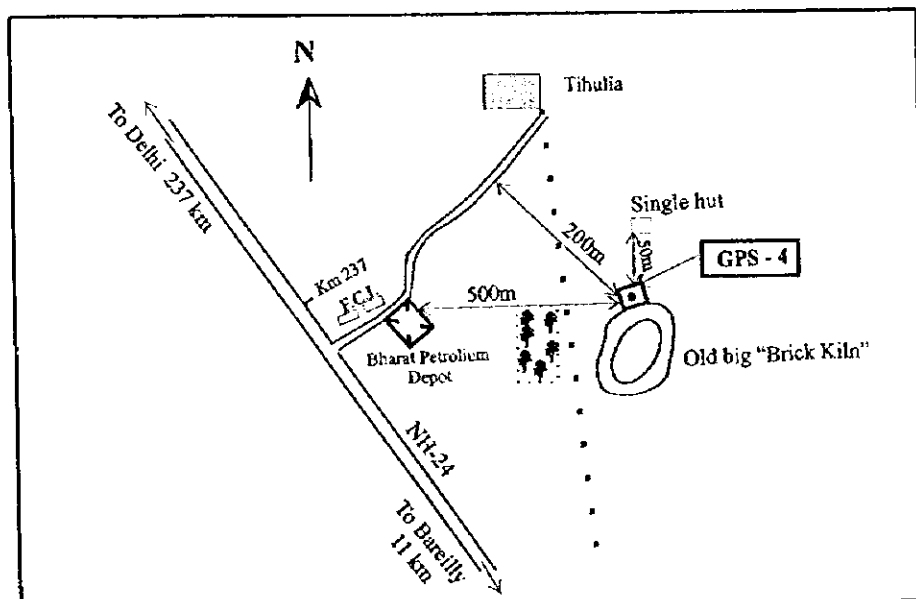 N
Tihulia
To Delhi 237 km
Single hut
200m
50m
GPS - 4
Km 237
F.C.I.
500m
Bharat Petrolium
Depot
Old big "Brick Kiln"
NH-24
To Bareilly
11 km